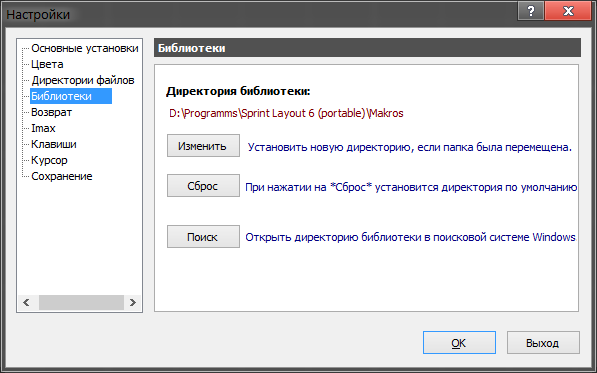 Настройки
?
Основные установки
Цвета
Директории файлов
Библиотеки
Возврат
Imax
Клавиши
Курсор
Сохранение
Библиотеки
Директория библиотеки:
D:\Programms\Sprint Layout 6 (portable)\Makros
Изменить Установить новую директорию, если папка была перемещена.
Сброс При нажатии на *Сброс* установится директория по умолчанию
Поиск Открыть директорию библиотеки в поисковой системе Windows
OK Выход